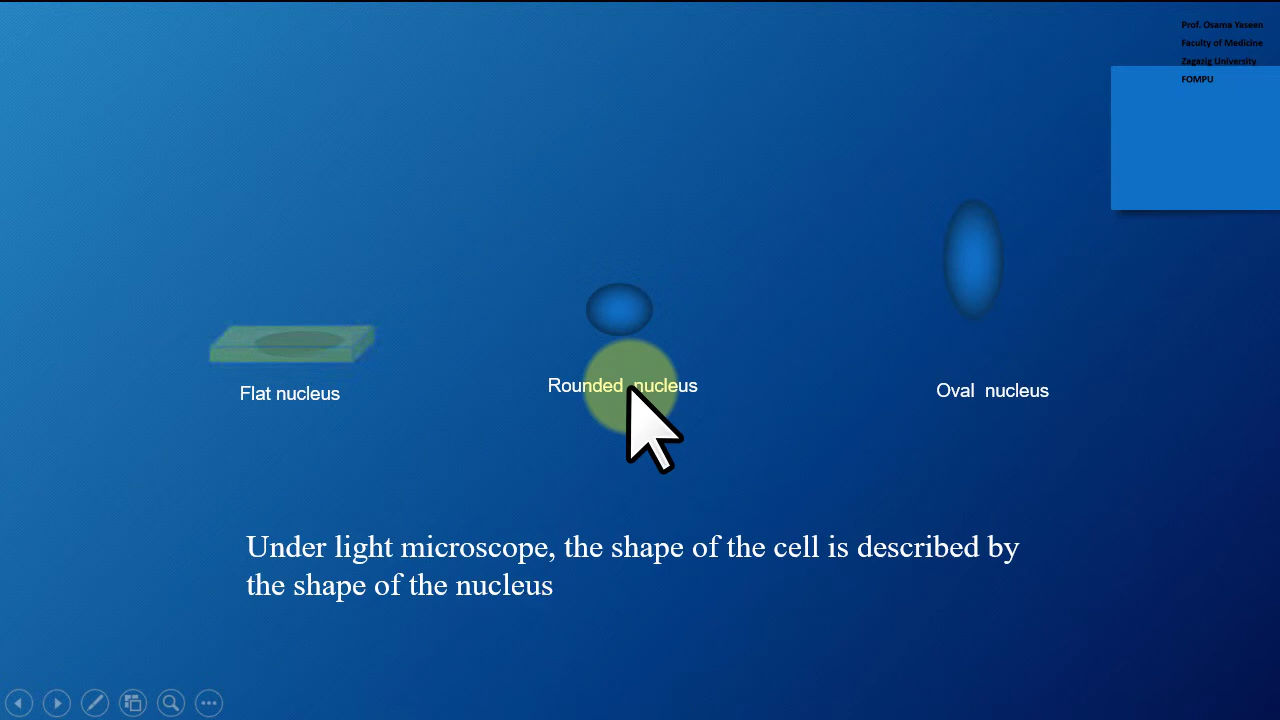 Prof. Osama Yaseen
Faculty of Medicine
Zagazig University
FOMPU
Flat nucleus
Rounded nucleus
Oval nucleus
Under light microscope, the shape of the cell is described by
the shape of the nucleus